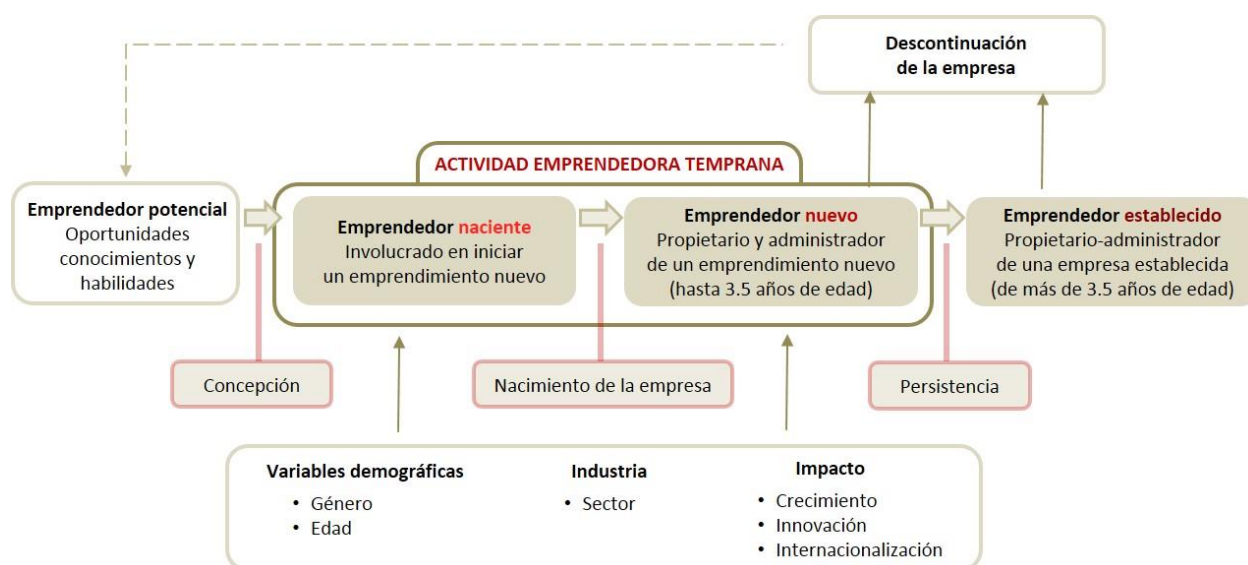 Descontinuación
de la empresa
ACTIVIDAD EMPRENDEDORA TEMPRANA
Emprendedor potencial
Oportunidades
conocimientos y
habilidades
Emprendedor naciente
Involucrado en iniciar
un emprendimiento nuevo
Emprendedor nuevo
Propietario y administrador
de un emprendimiento nuevo
(hasta 3.5 años de edad)
Emprendedor establecido
Propietario-administrador
de una empresa establecida
(de más de 3.5 años de edad)
Concepción
Nacimiento de la empresa
Persistencia
Variables demográficas
• Género
• Edad
Industria
• Sector
Impacto
• Crecimiento
• Innovación
• Internacionalización